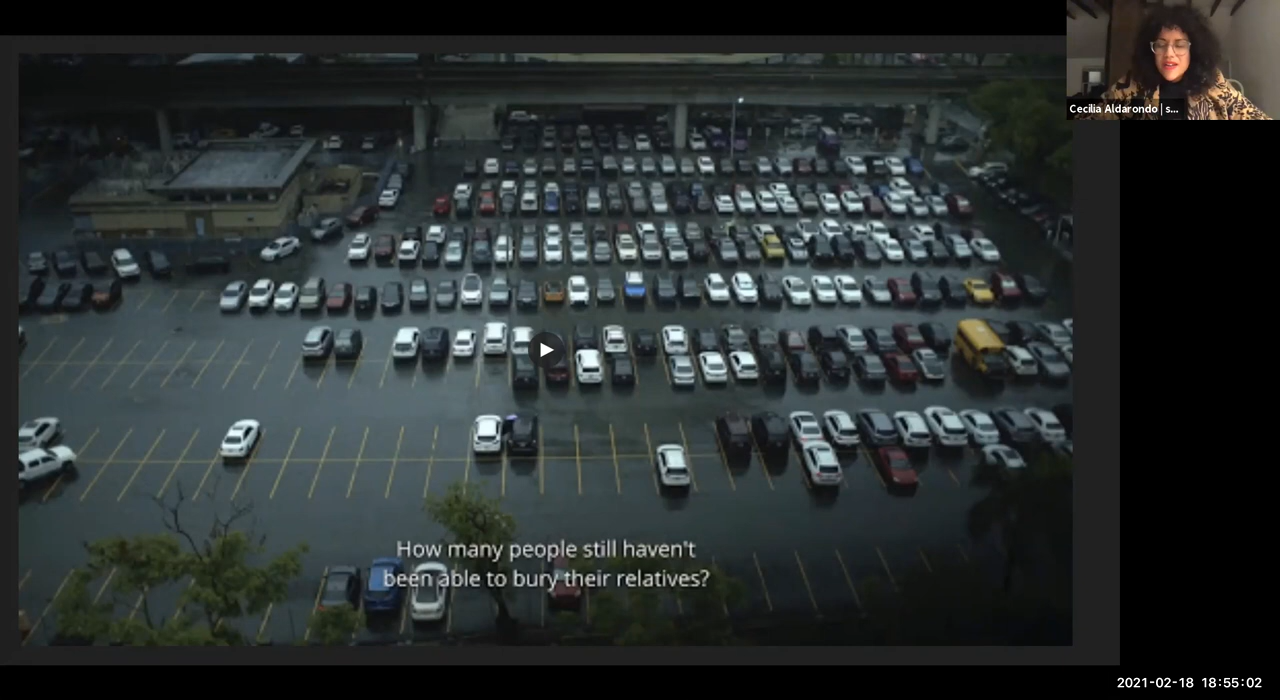 Cecilia Aldarondo | s...
How many people still haven't
been able to bury their relatives?
2021-02-18 18:55:02